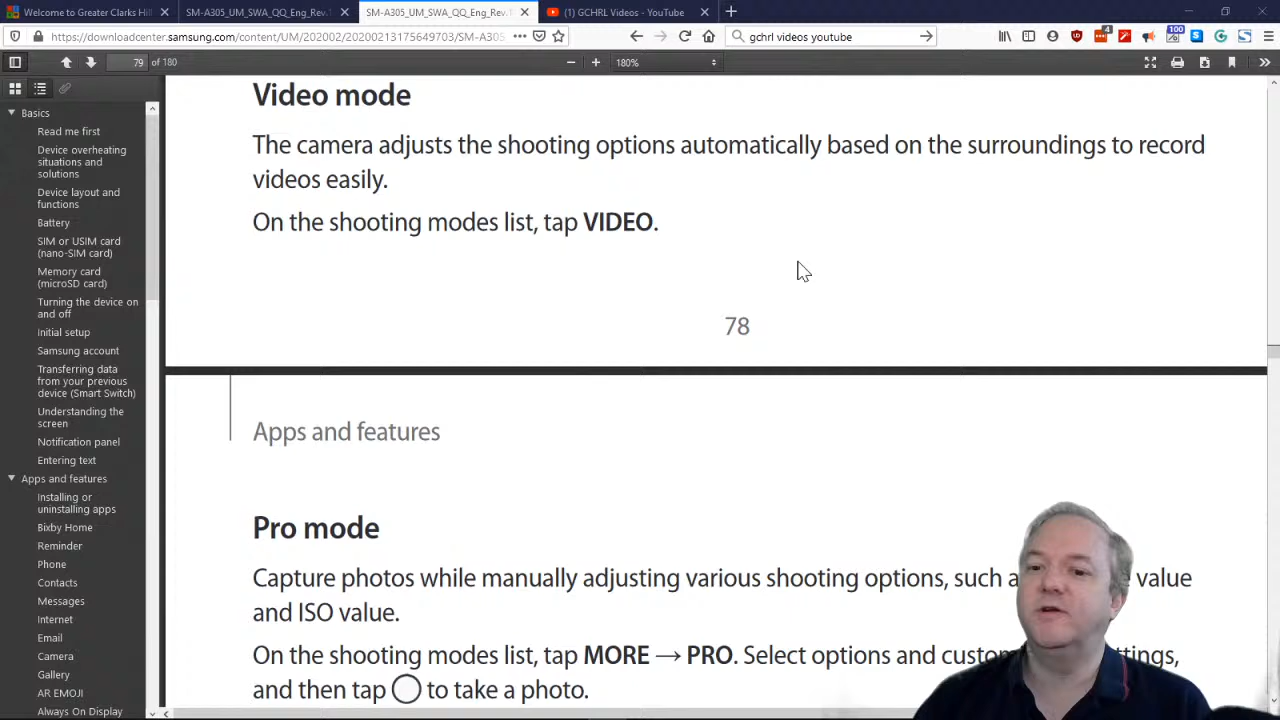 Welcome to Greater Clarks Hill
SM-A305_UM_SWA_QQ_Eng_Rev.
SM-A305_UM_SWA_QQ_Eng_Rev.
(1) GCHRL Videos - YouTube
https://downloadcenter.samsung.com/content/UM/202002/20200213175649703/SM-A305
gchrl videos youtube
100
79 of 180
180%
Basics
Read me first
Device overheating
situations and
solutions
Device layout and
functions
Battery
SIM or USIM card
(nano-SIM card)
Memory card
(microSD card)
Turning the device on
and off
Initial setup
Samsung account
Transferring data
from your previous
device (Smart Switch)
Understanding the
screen
Notification panel
Entering text
Apps and features
Installing or
uninstalling apps
Bixby Home
Reminder
Phone
Contacts
Messages
Internet
Email
Camera
Gallery
AR EMOJI
Always On Display
Video mode
The camera adjusts the shooting options automatically based on the surroundings to record
videos easily.
On the shooting modes list, tap VIDEO.
78
Apps and features
Pro mode
Capture photos while manually adjusting various shooting options, such a value
and ISO value.
On the shooting modes list, tap MORE → PRO. Select options and custo ttings,
and then tap to take a photo.